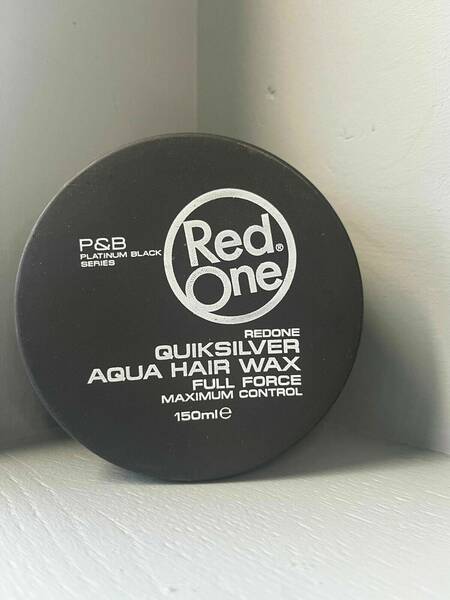 P&B
PLATINUM BLACK
SERIES
Red®
One
REDONE
QUIKSILVER
AQUA HAIR WAX
FULL FORCE
MAXIMUM CONTROL
150ml℮